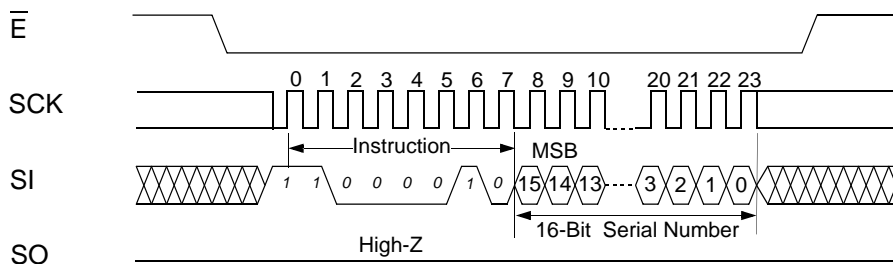 E
0 1 2 3 4 5 6 7 8 9 10 20 21 22 23
SCK
Instruction MSB
SI 1 1 0 0 0 0 1 0 15 14 13 3 2 1 0
16-Bit Serial Number
High-Z
SO